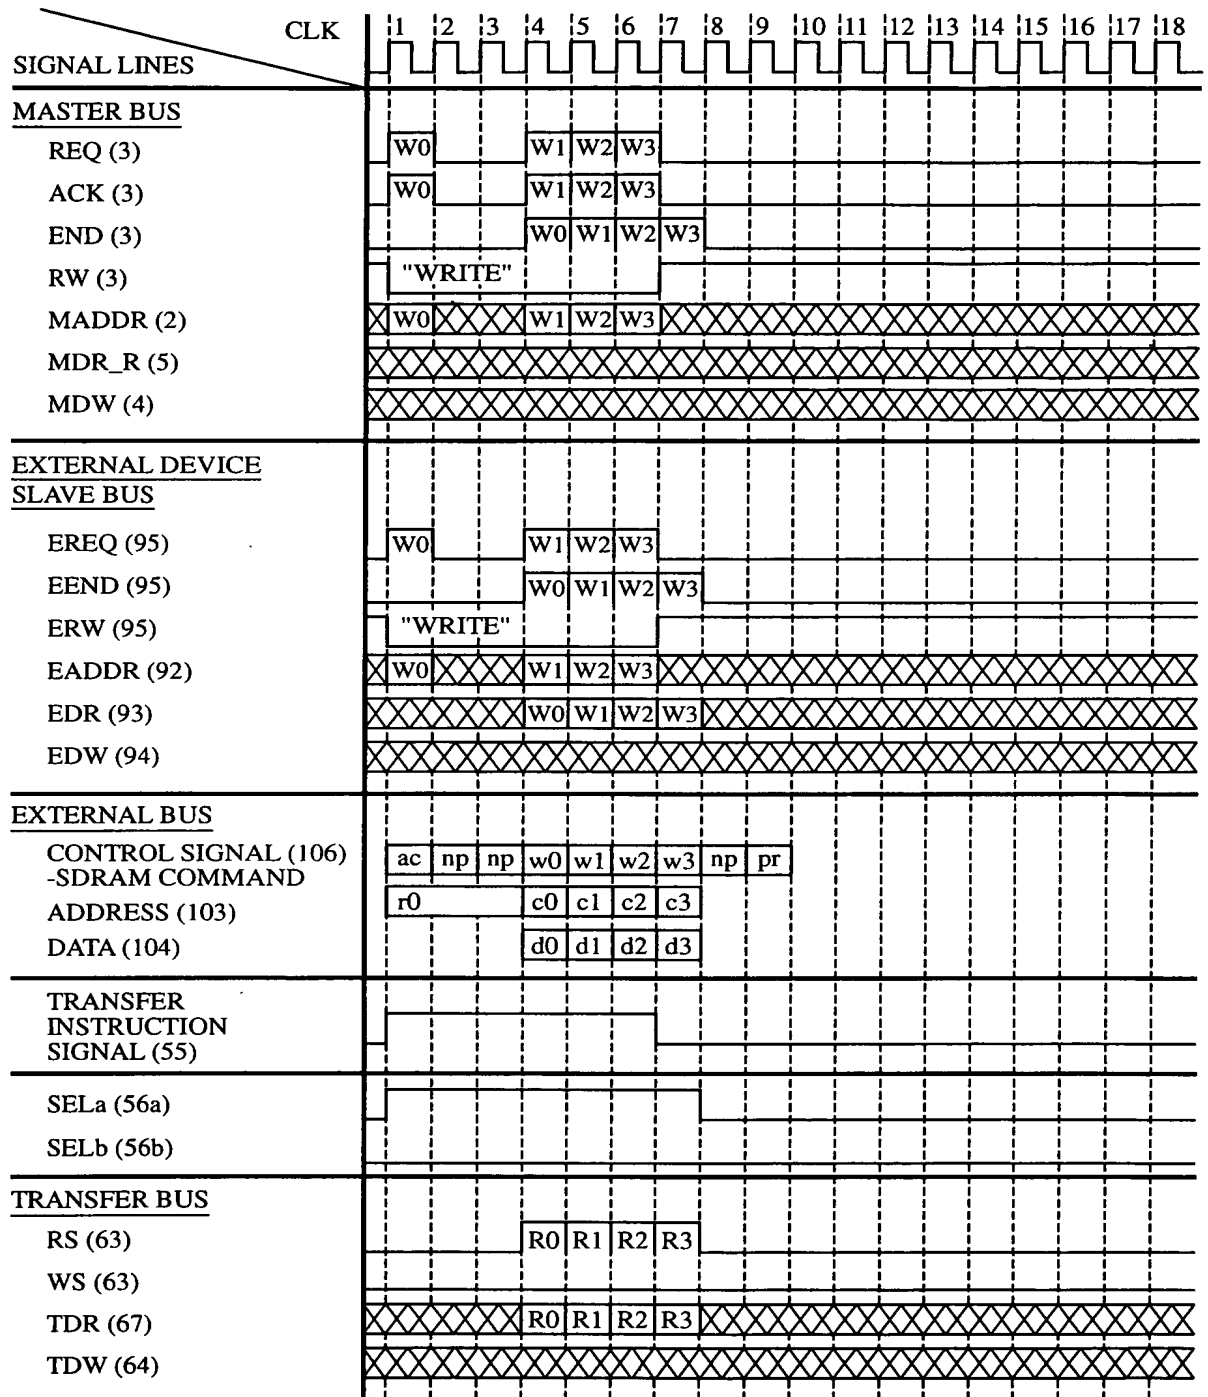 CLK 1 2 3 4 5 6 7 8 9 10 11 12 13 14 15 16 17 18
SIGNAL LINES
MASTER BUS
REQ (3) W0 W1 W2 W3
ACK (3) W0 W1 W2 W3
END (3) W0 W1 W2 W3
RW (3) "WRITE"
MADDR (2) W0 W1 W2 W3
MDR_R (5)
MDW (4)
EXTERNAL DEVICE
SLAVE BUS
EREQ (95) W0 W1 W2 W3
EEND (95) W0 W1 W2 W3
ERW (95) "WRITE"
EADDR (92) W0 W1 W2 W3
EDR (93) W0 W1 W2 W3
EDW (94)
EXTERNAL BUS
CONTROL SIGNAL (106) ac np np w0 w1 w2 w3 np pr
-SDRAM COMMAND
ADDRESS (103) r0 c0 c1 c2 c3
DATA (104) d0 d1 d2 d3
TRANSFER
INSTRUCTION
SIGNAL (55)
SELa (56a)
SELb (56b)
TRANSFER BUS
RS (63) R0 R1 R2 R3
WS (63)
TDR (67) R0 R1 R2 R3
TDW (64)